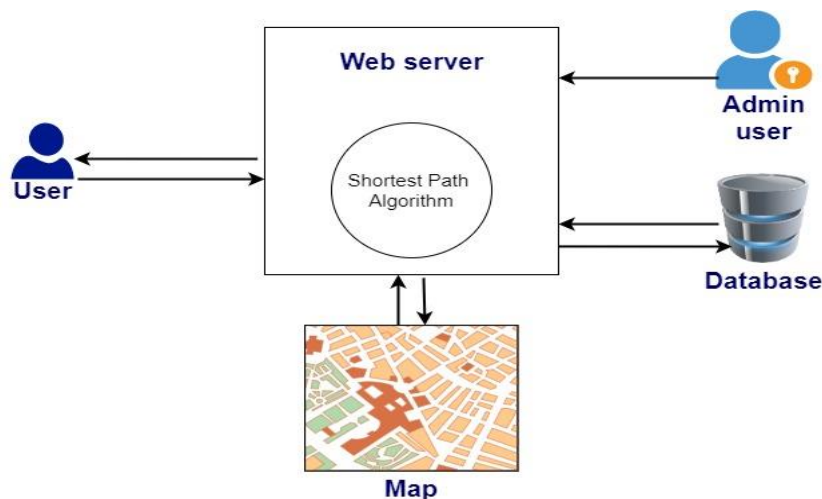 Web server
Shortest Path
Algorithm
User
Admin
user
Database
Map